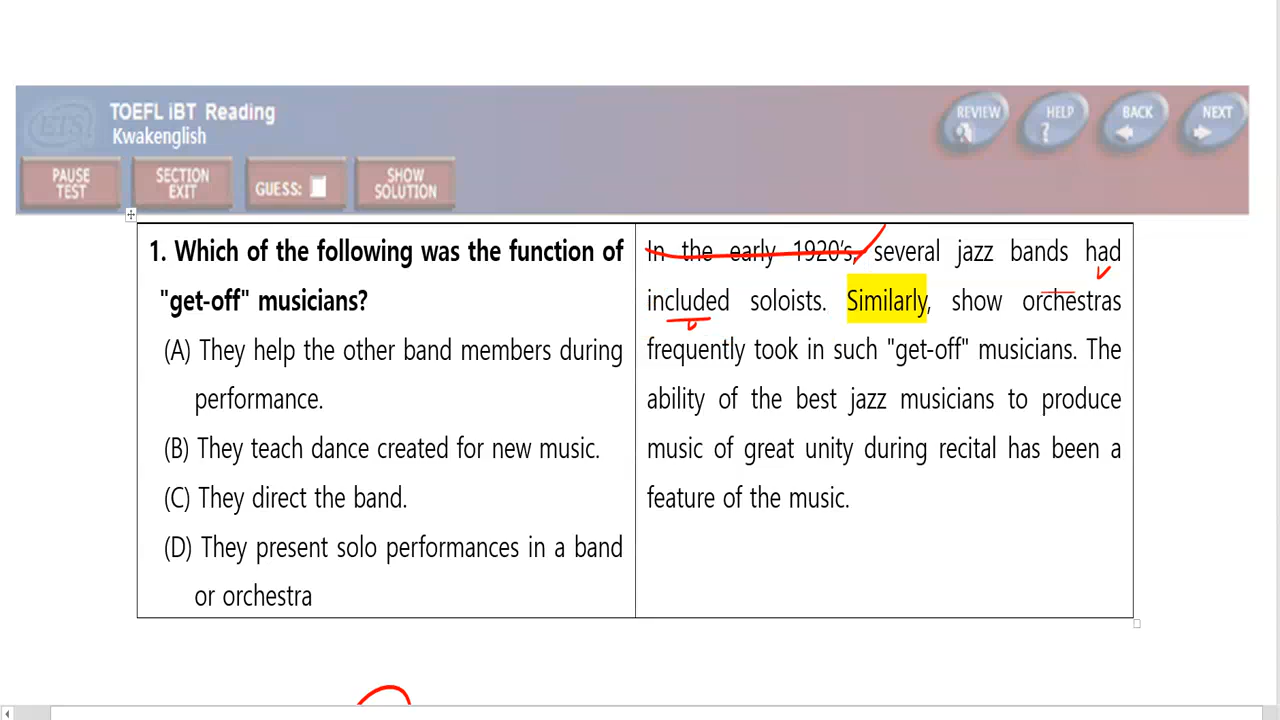 TOEFL iBT Reading
Kwakenglish
REVIEW
HELP
?
BACK
NEXT
ETS
PAUSE
TEST
SECTION
EXIT
GUESS:
SHOW
SOLUTION
1. Which of the following was the function of
"get-off" musicians?
(A) They help the other band members during
performance.
(B) They teach dance created for new music.
(C) They direct the band.
(D) They present solo performances in a band
or orchestra
In the early 1920's, several jazz bands had
included soloists. Similarly, show orchestras
frequently took in such "get-off" musicians. The
ability of the best jazz musicians to produce
music of great unity during recital has been a
feature of the music.